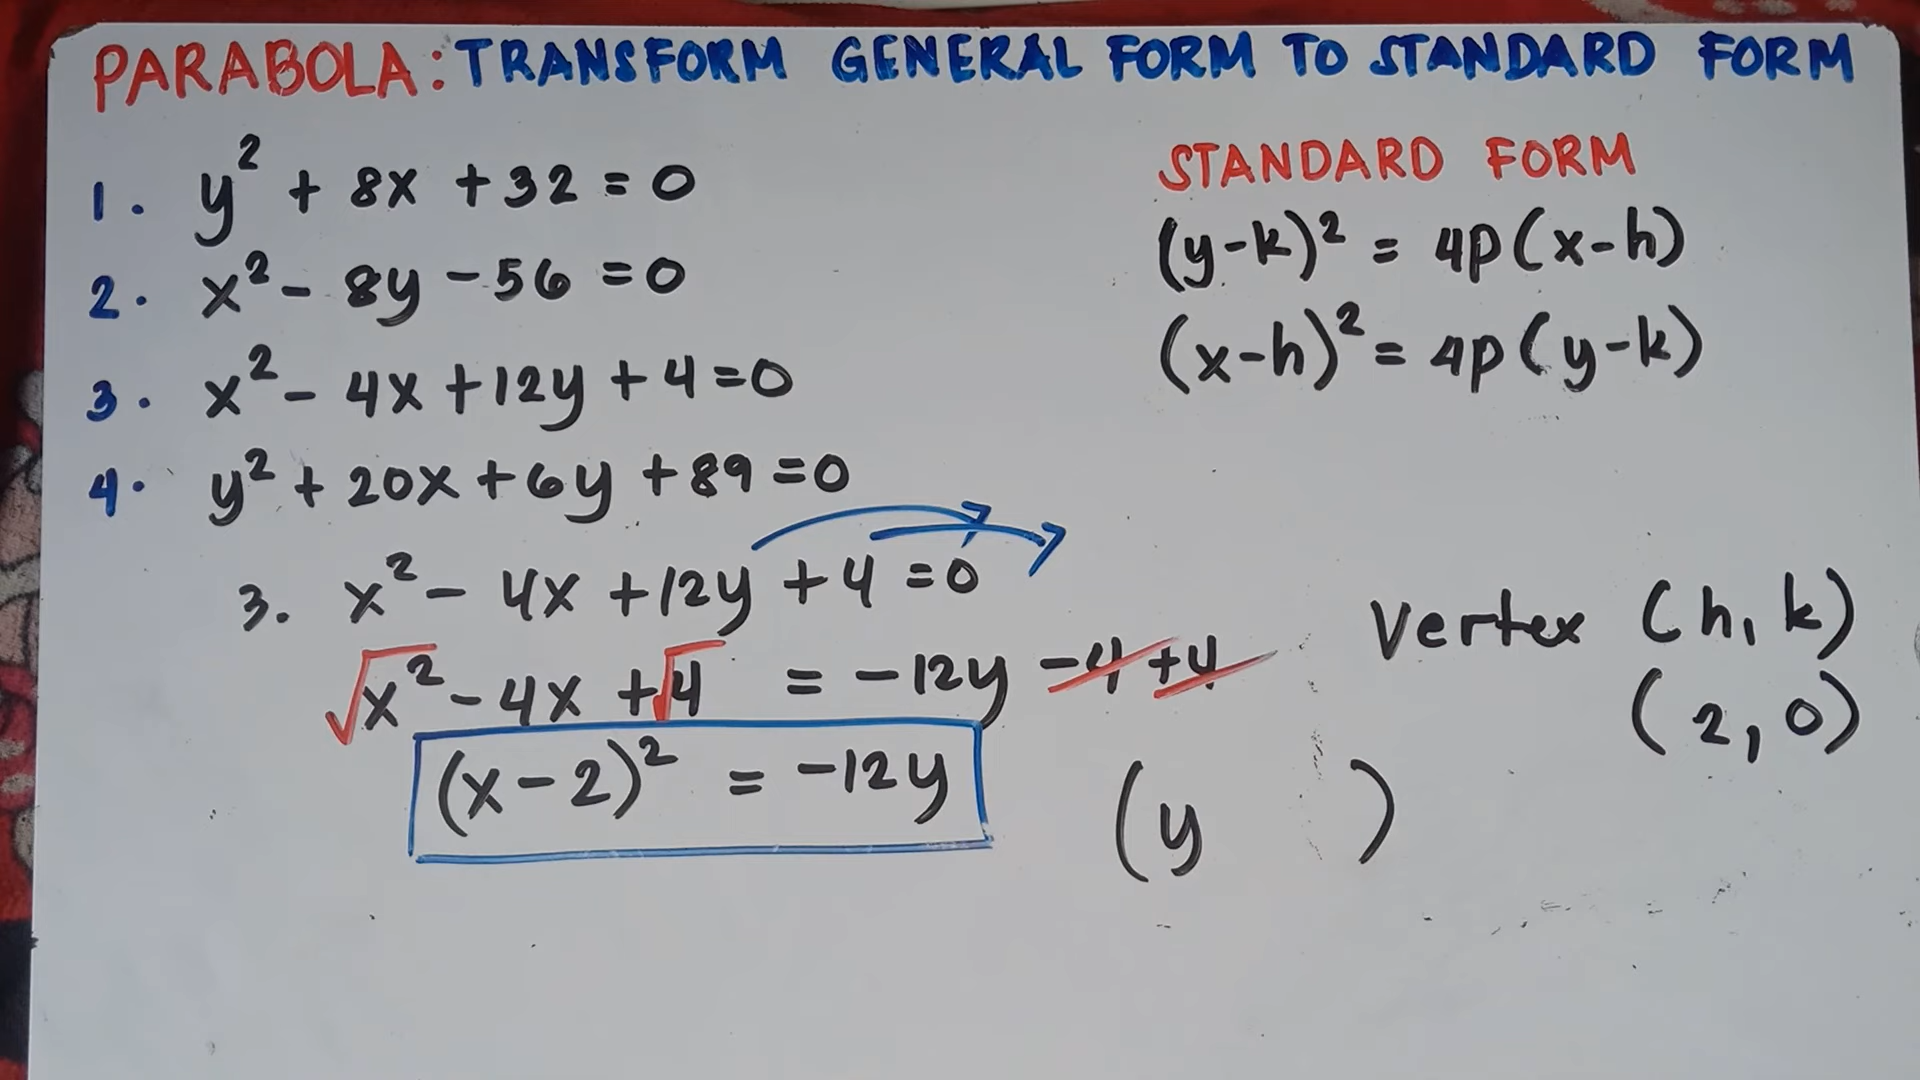 PARABOLA: TRANSFORM GENERAL FORM TO STANDARD FORM
1. y² + 8x + 32 = 0
2. x² - 8y - 56 = 0
3. x² - 4x + 12y + 4 = 0
4. y² + 20x + 6y + 89 = 0
STANDARD FORM
(y-k)² = 4p(x-h)
(x-h)² = 4p(y-k)
3. x² - 4x + 12y + 4 = 0
√x² - 4x + √4 = -12y -4 +4
(x-2)² = -12y
(y )
Vertex (h, k)
(2, 0)